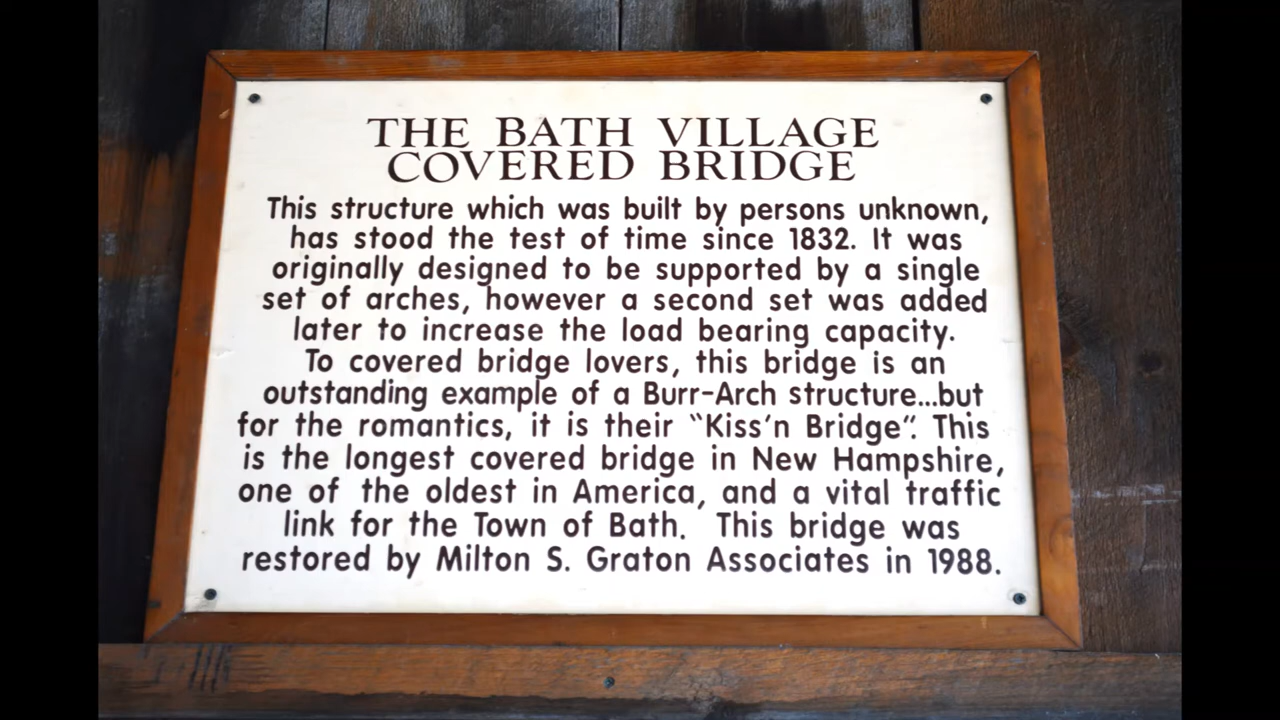 THE BATH VILLAGE
COVERED BRIDGE
This structure which was built by persons unknown,
has stood the test of time since 1832. It was
originally designed to be supported by a single
set of arches, however a second set was added
later to increase the load bearing capacity.
To covered bridge lovers, this bridge is an
outstanding example of a Burr-Arch structure...but
for the romantics, it is their “Kiss'n Bridge”. This
is the longest covered bridge in New Hampshire,
one of the oldest in America, and a vital traffic
link for the Town of Bath. This bridge was
restored by Milton S. Graton Associates in 1988.